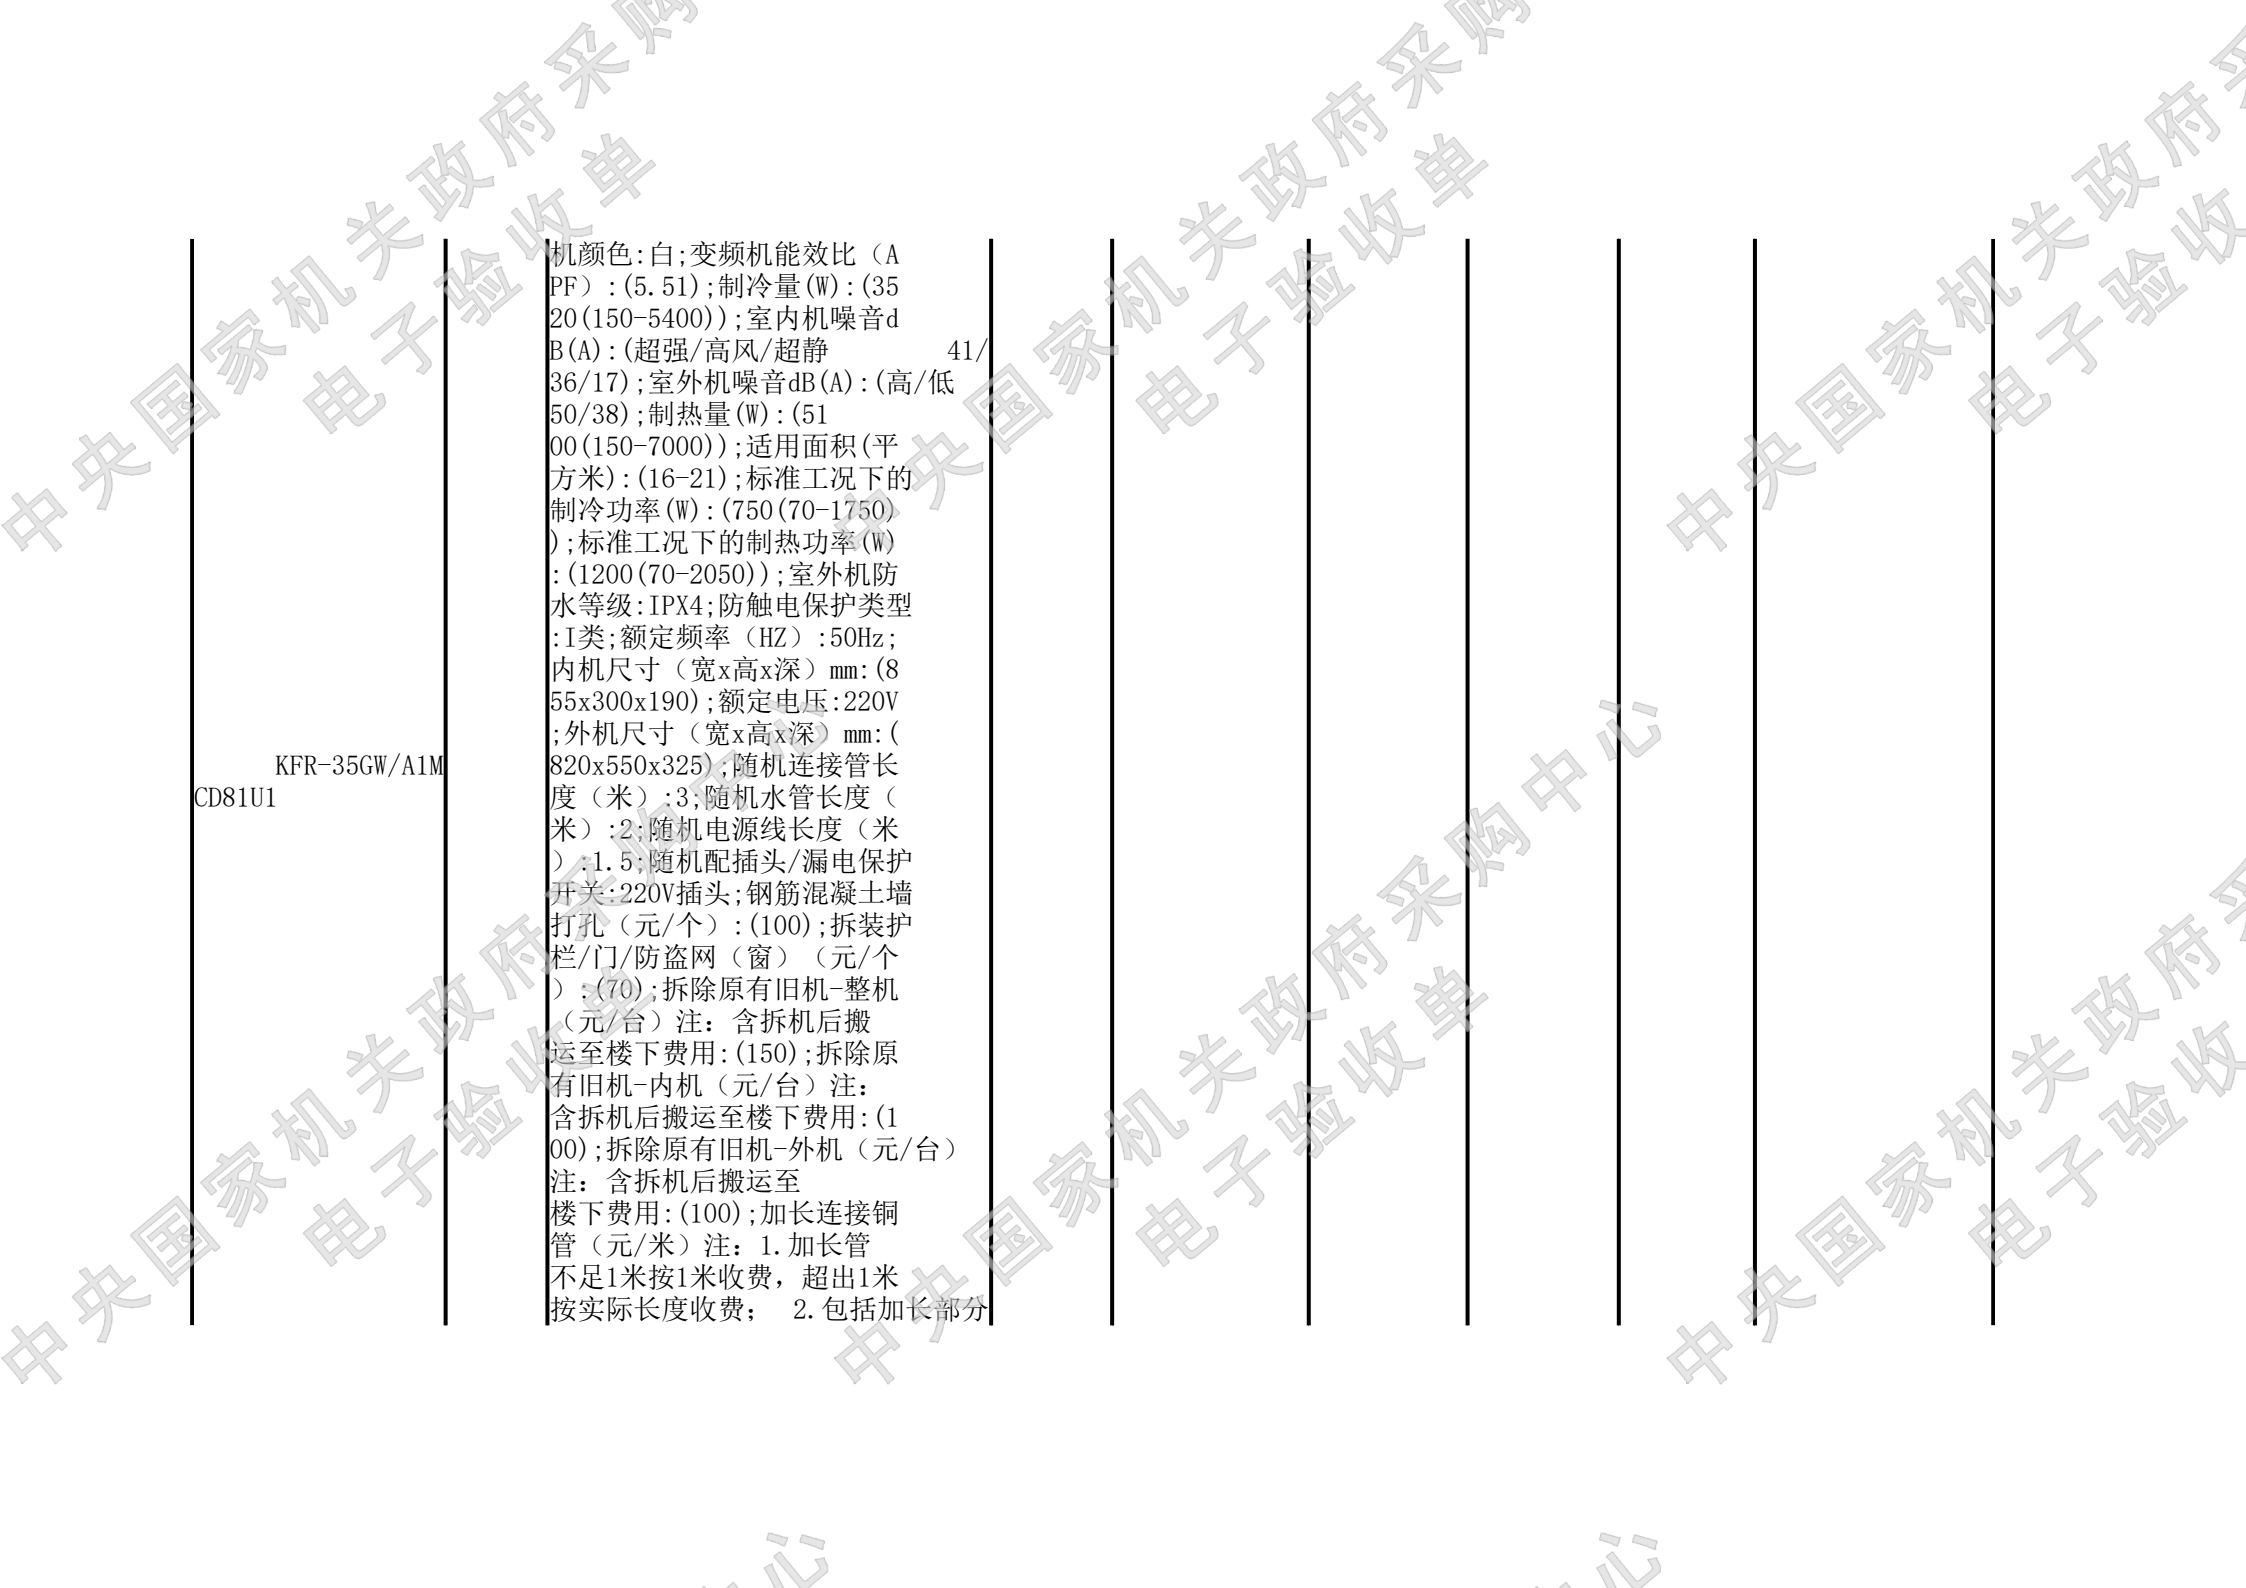 机颜色:白;变频机能效比（A
PF）:(5.51);制冷量(W):(35
20(150-5400));室内机噪音d
B(A):(超强/高风/超静 41/
36/17);室外机噪音dB(A):(高/低
50/38);制热量(W):(51
00(150-7000));适用面积(平
方米):(16-21);标准工况下的
制冷功率(W):(750(70-1750)
);标准工况下的制热功率(W)
:(1200(70-2050));室外机防
水等级:IPX4;防触电保护类型
:I类;额定频率（HZ）:50Hz;
内机尺寸（宽x高x深）mm:(8
55x300x190);额定电压:220V
;外机尺寸（宽x高x深）mm:(
KFR-35GW/A1M
CD81U1
820x550x325);随机连接管长
度（米）:3;随机水管长度（
米）:2;随机电源线长度（米
）:1.5;随机配插头/漏电保护
开关:220V插头;钢筋混凝土墙
打孔（元/个）:(100);拆装护
栏/门/防盗网（窗）（元/个
）:(70);拆除原有旧机-整机
（元/台）注：含拆机后搬
运至楼下费用:(150);拆除原
有旧机-内机（元/台）注：
含拆机后搬运至楼下费用:(1
00);拆除原有旧机-外机（元/台）
注：含拆机后搬运至
楼下费用:(100);加长连接铜
管（元/米）注：1.加长管
不足1米按1米收费，超出1米
按实际长度收费； 2.包括加长部分
中央国家机关政府采购中心
电子验收单